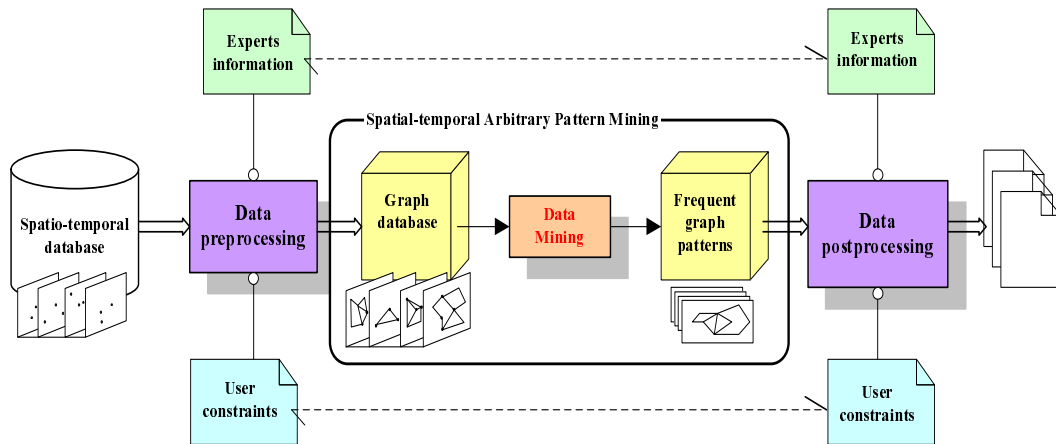 Experts
information
Experts
information
Spatial-temporal Arbitrary Pattern Mining
Spatio-temporal
database
Data
preprocessing
Graph
database
Data
Mining
Frequent
graph
patterns
Data
postprocessing
User
constraints
User
constraints